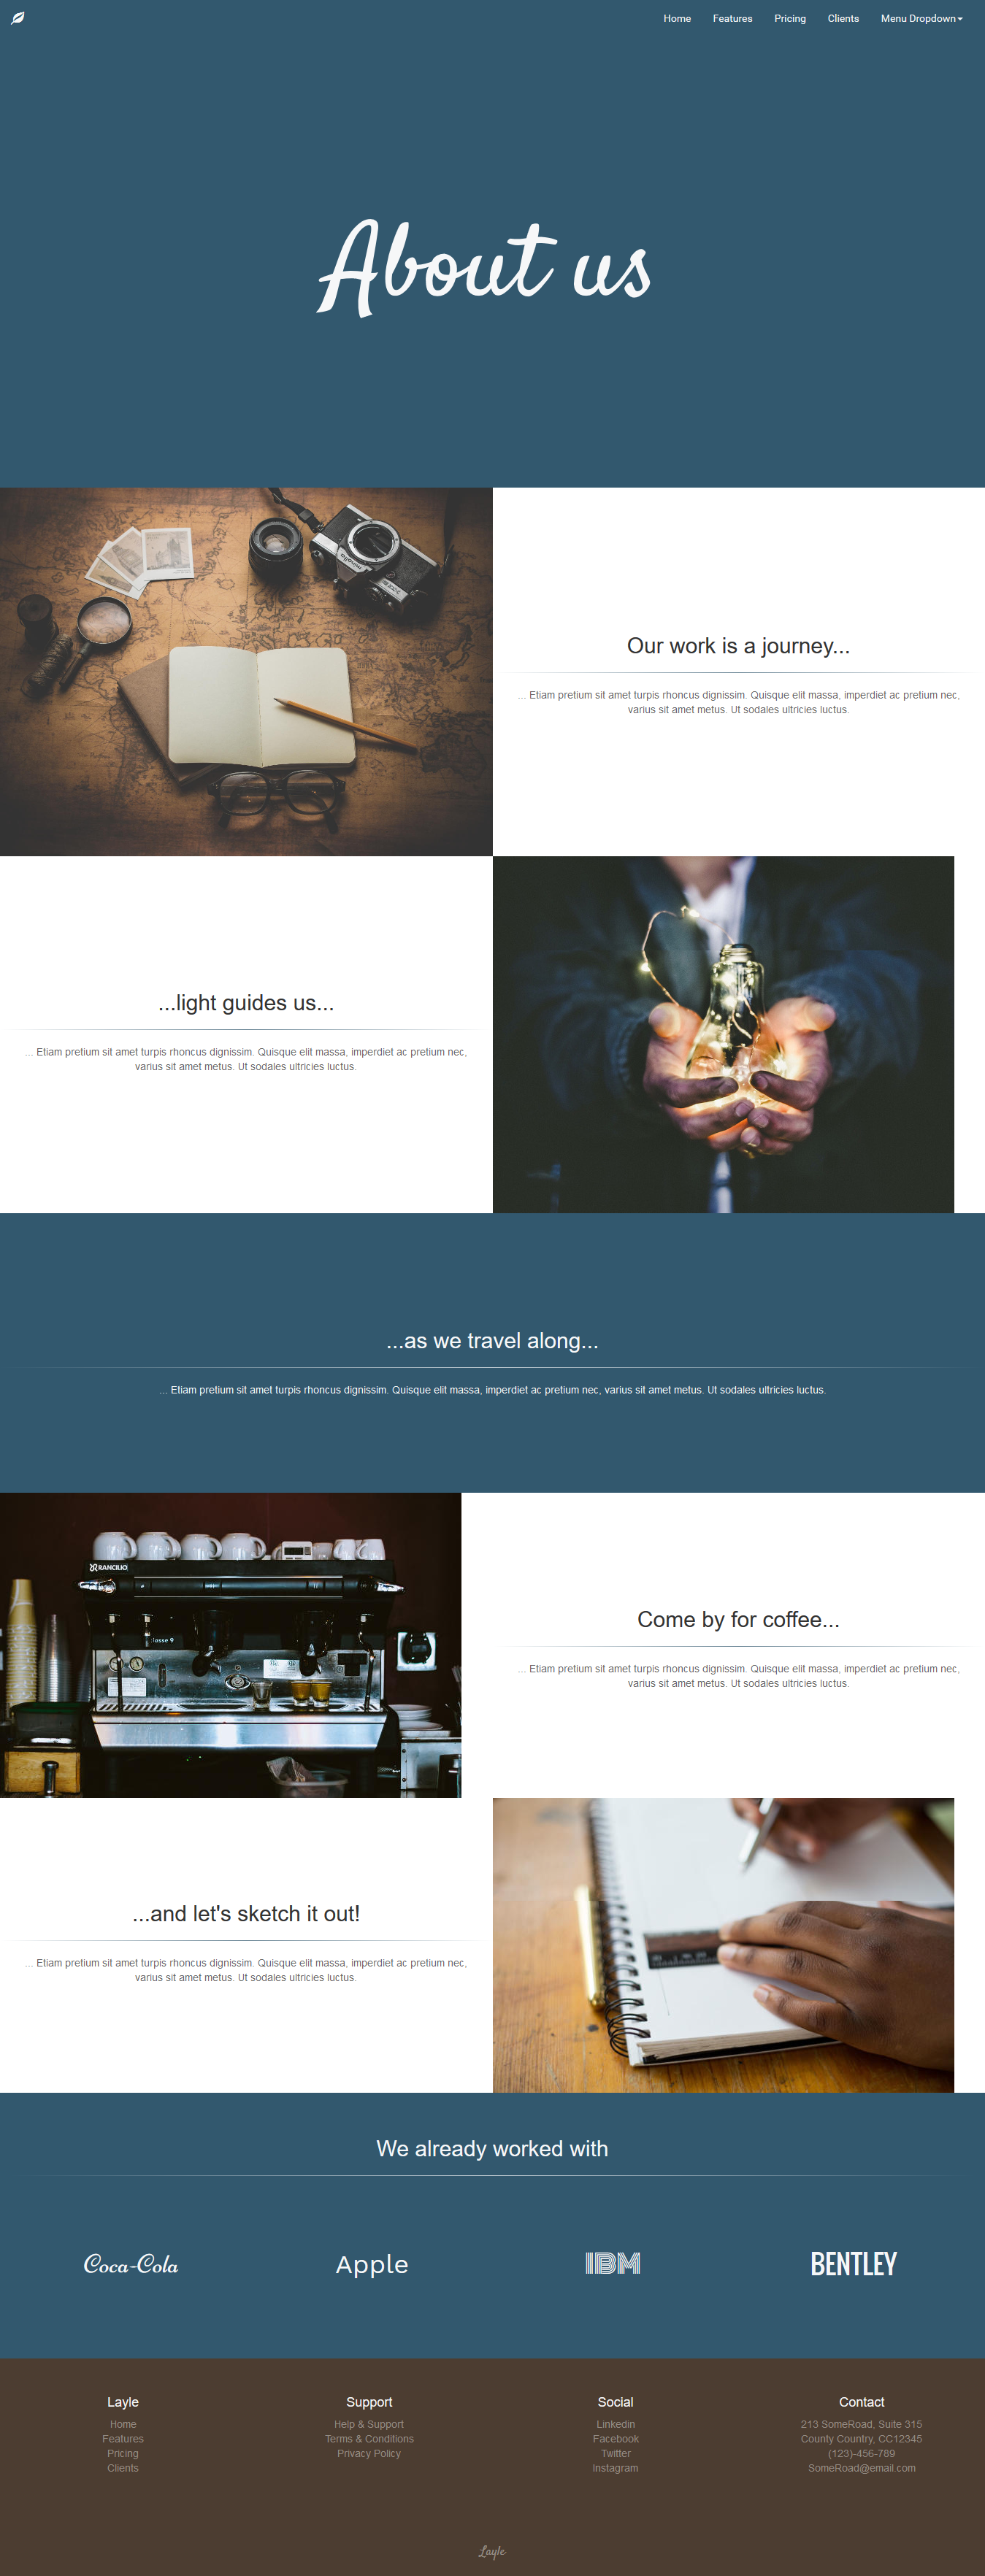 Home Features Pricing Clients Menu Dropdown
About us
minolta
Our work is a journey...
... Etiam pretium sit amet turpis rhoncus dignissim. Quisque elit massa, imperdiet ac pretium nec,
varius sit amet metus. Ut sodales ultricies luctus.
...light guides us...
... Etiam pretium sit amet turpis rhoncus dignissim. Quisque elit massa, imperdiet ac pretium nec,
varius sit amet metus. Ut sodales ultricies luctus.
...as we travel along...
... Etiam pretium sit amet turpis rhoncus dignissim. Quisque elit massa, imperdiet ac pretium nec, varius sit amet metus. Ut sodales ultricies luctus.
RANCILIO
Come by for coffee...
... Etiam pretium sit amet turpis rhoncus dignissim. Quisque elit massa, imperdiet ac pretium nec,
varius sit amet metus. Ut sodales ultricies luctus.
...and let's sketch it out!
... Etiam pretium sit amet turpis rhoncus dignissim. Quisque elit massa, imperdiet ac pretium nec,
varius sit amet metus. Ut sodales ultricies luctus.
We already worked with
Coca-Cola Apple IBM BENTLEY
Layle
Home
Features
Pricing
Clients
Support
Help & Support
Terms & Conditions
Privacy Policy
Social
Linkedin
Facebook
Twitter
Instagram
Contact
213 SomeRoad, Suite 315
County Country, CC12345
(123)-456-789
SomeRoad@email.com
Layle